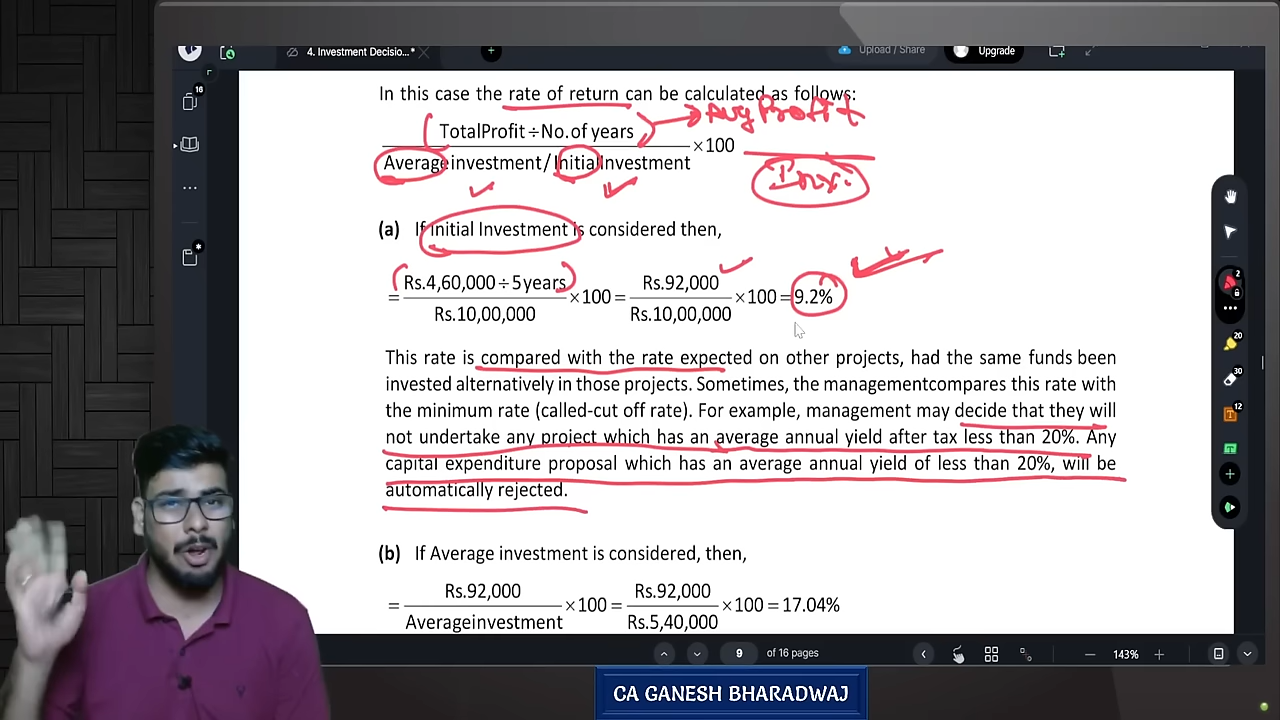 4. Investment Decisio...*
Upload / Share
Upgrade
16
In this case the rate of return can be calculated as follows:
Avg Profit
TotalProfit ÷ No.of years
Averageinvestment / InitialInvestment
×100
Inv.
(a) If Initial Investment is considered then,
= Rs.4,60,000 ÷ 5years / Rs.10,00,000 ×100 = Rs.92,000 / Rs.10,00,000 ×100 = 9.2%
This rate is compared with the rate expected on other projects, had the same funds been
invested alternatively in those projects. Sometimes, the managementcompares this rate with
the minimum rate (called-cut off rate). For example, management may decide that they will
not undertake any project which has an average annual yield after tax less than 20%. Any
capital expenditure proposal which has an average annual yield of less than 20%, will be
automatically rejected.
(b) If Average investment is considered, then,
= Rs.92,000 / Averageinvestment ×100 = Rs.92,000 / Rs.5,40,000 ×100 = 17.04%
2
20
30
12
9 of 16 pages
143%
CA GANESH BHARADWAJ